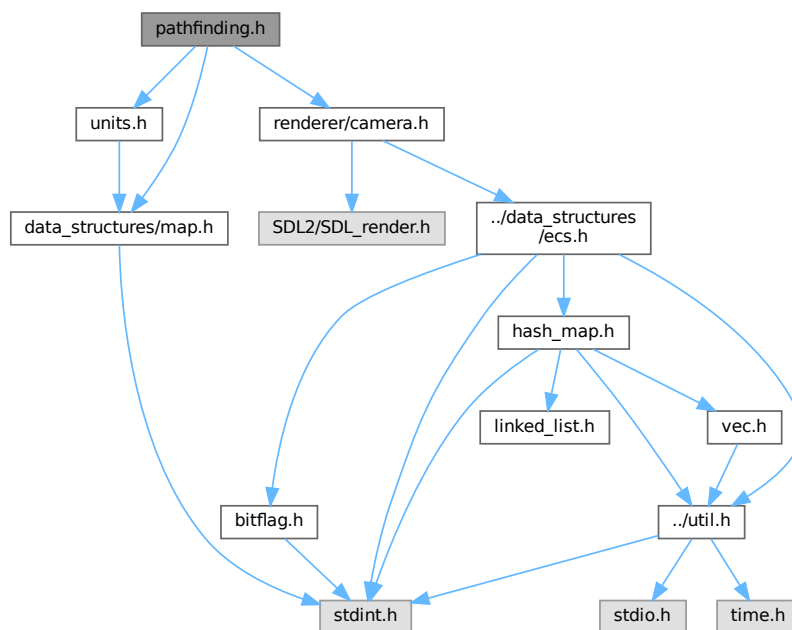 pathfinding.h
units.h
renderer/camera.h
data_structures/map.h
SDL2/SDL_render.h
../data_structures
/ecs.h
hash_map.h
linked_list.h
vec.h
bitflag.h
../util.h
stdint.h
stdio.h
time.h